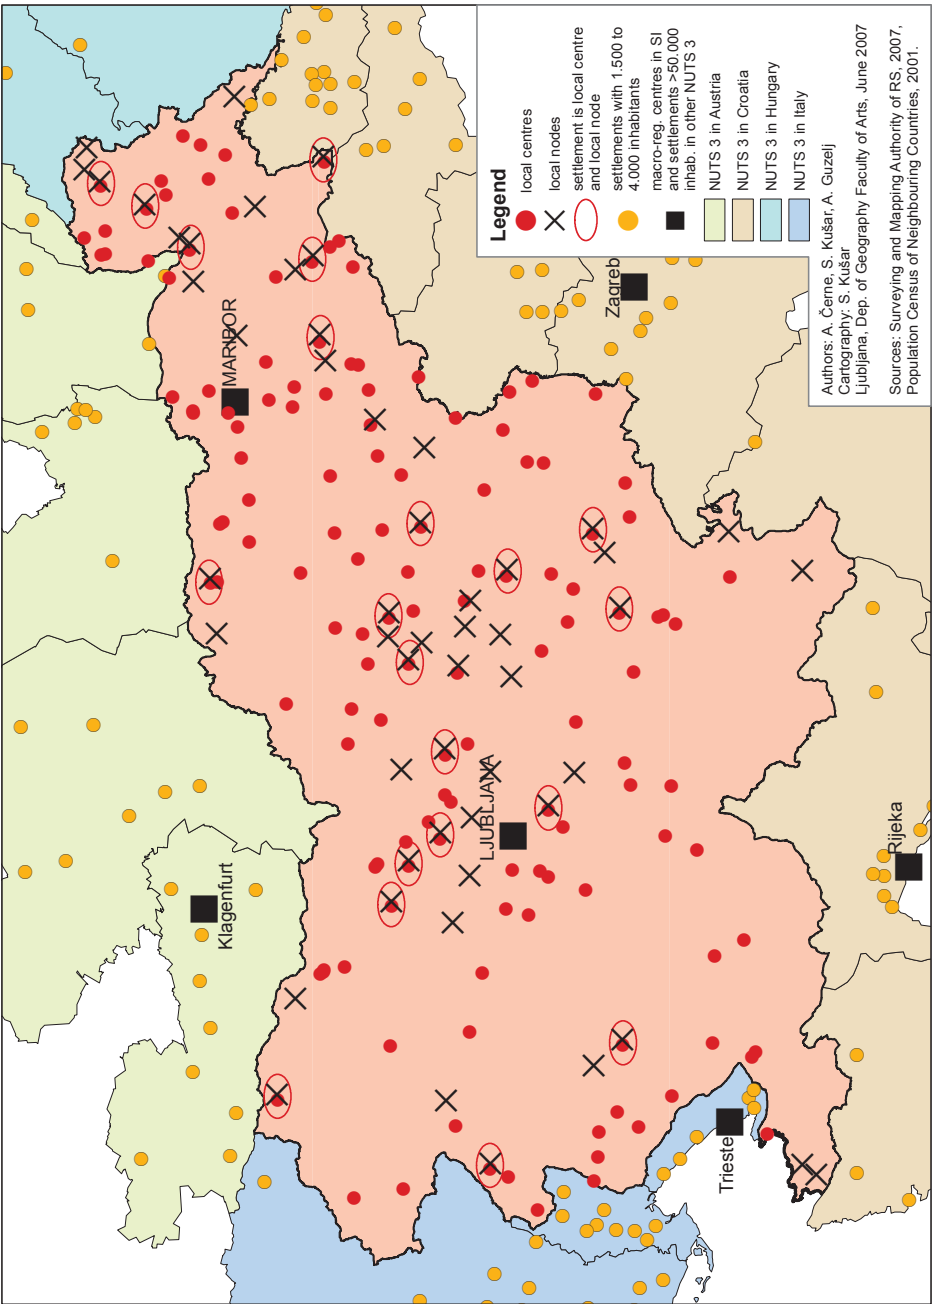 Legend
local centres
local nodes
settlement is local centre
and local node
settlements with 1.500 to
4.000 inhabitants
macro-reg. centres in SI
and settlements >50.000
inhab. in other NUTS 3
NUTS 3 in Austria
NUTS 3 in Croatia
NUTS 3 in Hungary
NUTS 3 in Italy
Authors: A. Černe, S. Kušar, A. Guzelj
Cartography: S. Kušar
Ljubljana, Dep. of Geography Faculty of Arts, June 2007
Sources: Surveying and Mapping Authority of RS, 2007,
Population Census of Neighbouring Countries, 2001.
MARIBOR
Zagreb
Klagenfurt
LJUBLJANA
Rijeka
Trieste